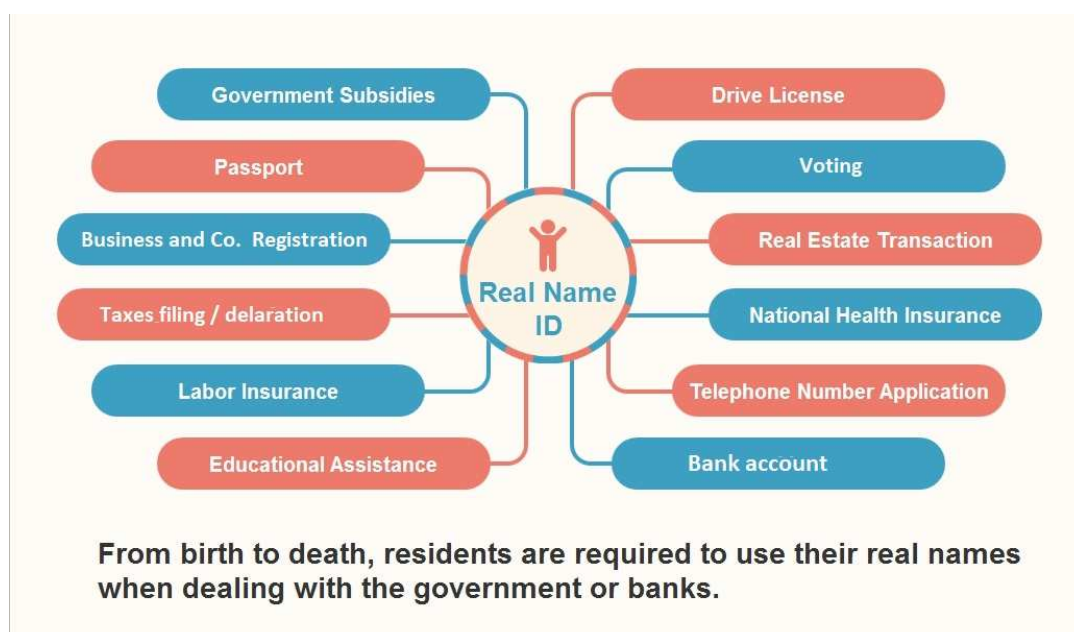 Government Subsidies
Drive License
Passport
Voting
Business and Co. Registration
Real Estate Transaction
Real Name
ID
Taxes filing / delaration
National Health Insurance
Labor Insurance
Telephone Number Application
Educational Assistance
Bank account
From birth to death, residents are required to use their real names
when dealing with the government or banks.